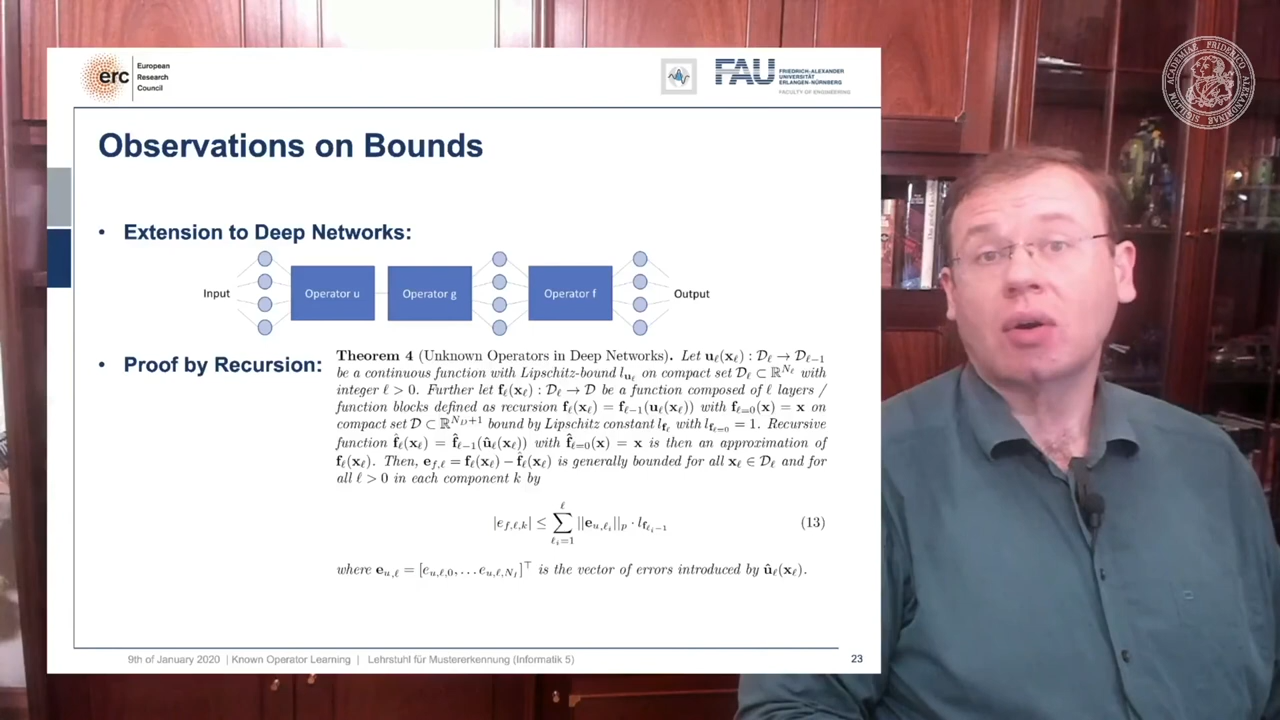 erc
European
Research
Council
FAU
FRIEDRICH-ALEXANDER
UNIVERSITÄT
ERLANGEN-NÜRNBERG
FACULTY OF ENGINEERING
Observations on Bounds
• Extension to Deep Networks:
Input
Operator u
Operator g
Operator f
Output
• Proof by Recursion:
Theorem 4 (Unknown Operators in Deep Networks). Let u_ℓ(x_ℓ) : D_ℓ → D_{ℓ−1}
be a continuous function with Lipschitz-bound l_{u_ℓ} on compact set D_ℓ ⊂ ℝ^{N_ℓ} with
integer ℓ > 0. Further let f_ℓ(x_ℓ) : D_ℓ → D be a function composed of ℓ layers /
function blocks defined as recursion f_ℓ(x_ℓ) = f_{ℓ−1}(u_ℓ(x_ℓ)) with f_{ℓ=0}(x) = x on
compact set D ⊂ ℝ^{N_D+1} bound by Lipschitz constant l_{f_ℓ} with l_{f_{ℓ=0}} = 1. Recursive
function f̂_ℓ(x_ℓ) = f̂_{ℓ−1}(û_ℓ(x_ℓ)) with f̂_{ℓ=0}(x) = x is then an approximation of
f_ℓ(x_ℓ). Then, e_{f,ℓ} = f_ℓ(x_ℓ) − f̂_ℓ(x_ℓ) is generally bounded for all x_ℓ ∈ D_ℓ and for
all ℓ > 0 in each component k by
|e_{f,ℓ,k}| ≤ ∑_{ℓ_i=1}^{ℓ} ||e_{u,ℓ_i}||_p · l_{f_{ℓ_i−1}} (13)
where e_{u,ℓ} = [e_{u,ℓ,0}, . . . e_{u,ℓ,N_I}]^⊤ is the vector of errors introduced by û_ℓ(x_ℓ).
9th of January 2020 | Known Operator Learning | Lehrstuhl für Mustererkennung (Informatik 5)
23